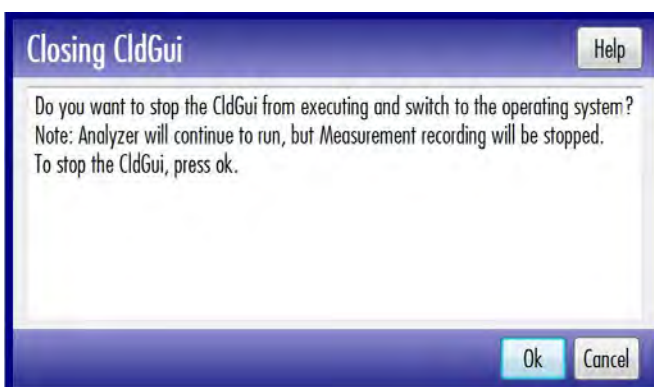 Closing CldGui
Help
Do you want to stop the CldGui from executing and switch to the operating system?
Note: Analyzer will continue to run, but Measurement recording will be stopped.
To stop the CldGui, press ok.
Ok
Cancel